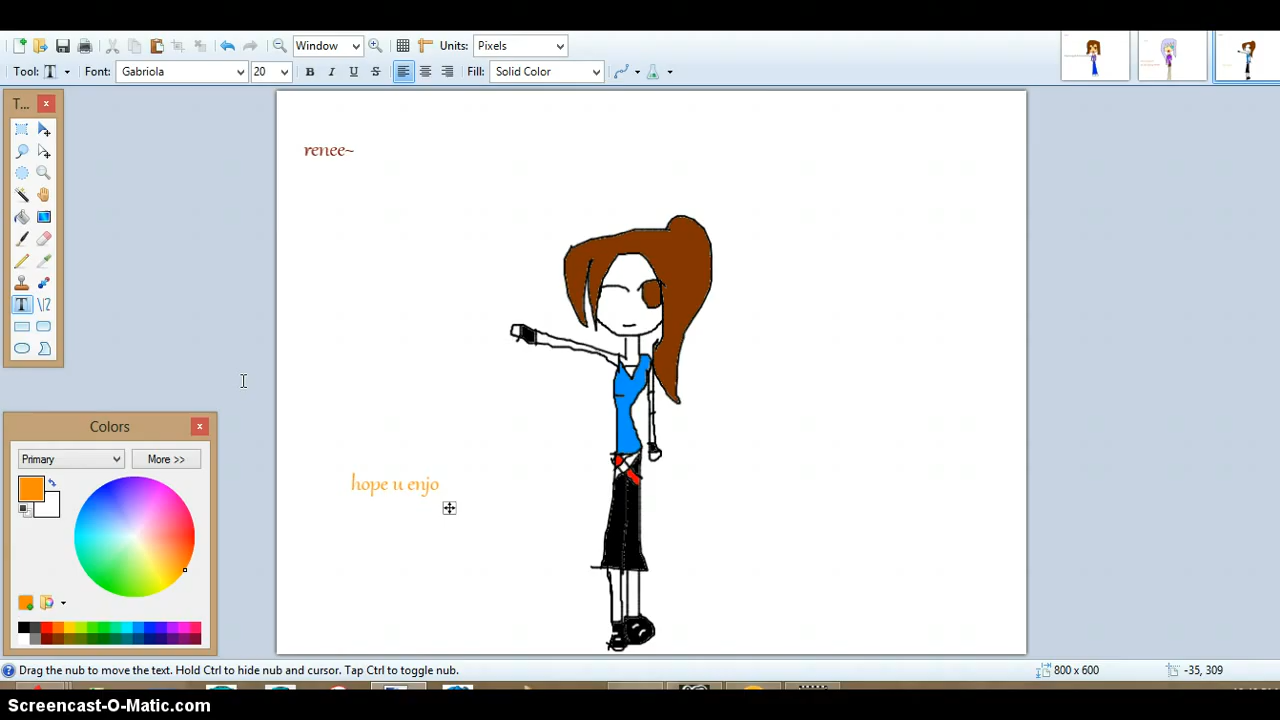 Window
Units:
Pixels
Tool:
Font:
Gabriola
20
B I U S
Fill:
Solid Color
T...
renee~
Colors
Primary
More >>
hope u enjo
Drag the nub to move the text. Hold Ctrl to hide nub and cursor. Tap Ctrl to toggle nub.
800 x 600
-35, 309
Screencast-O-Matic.com